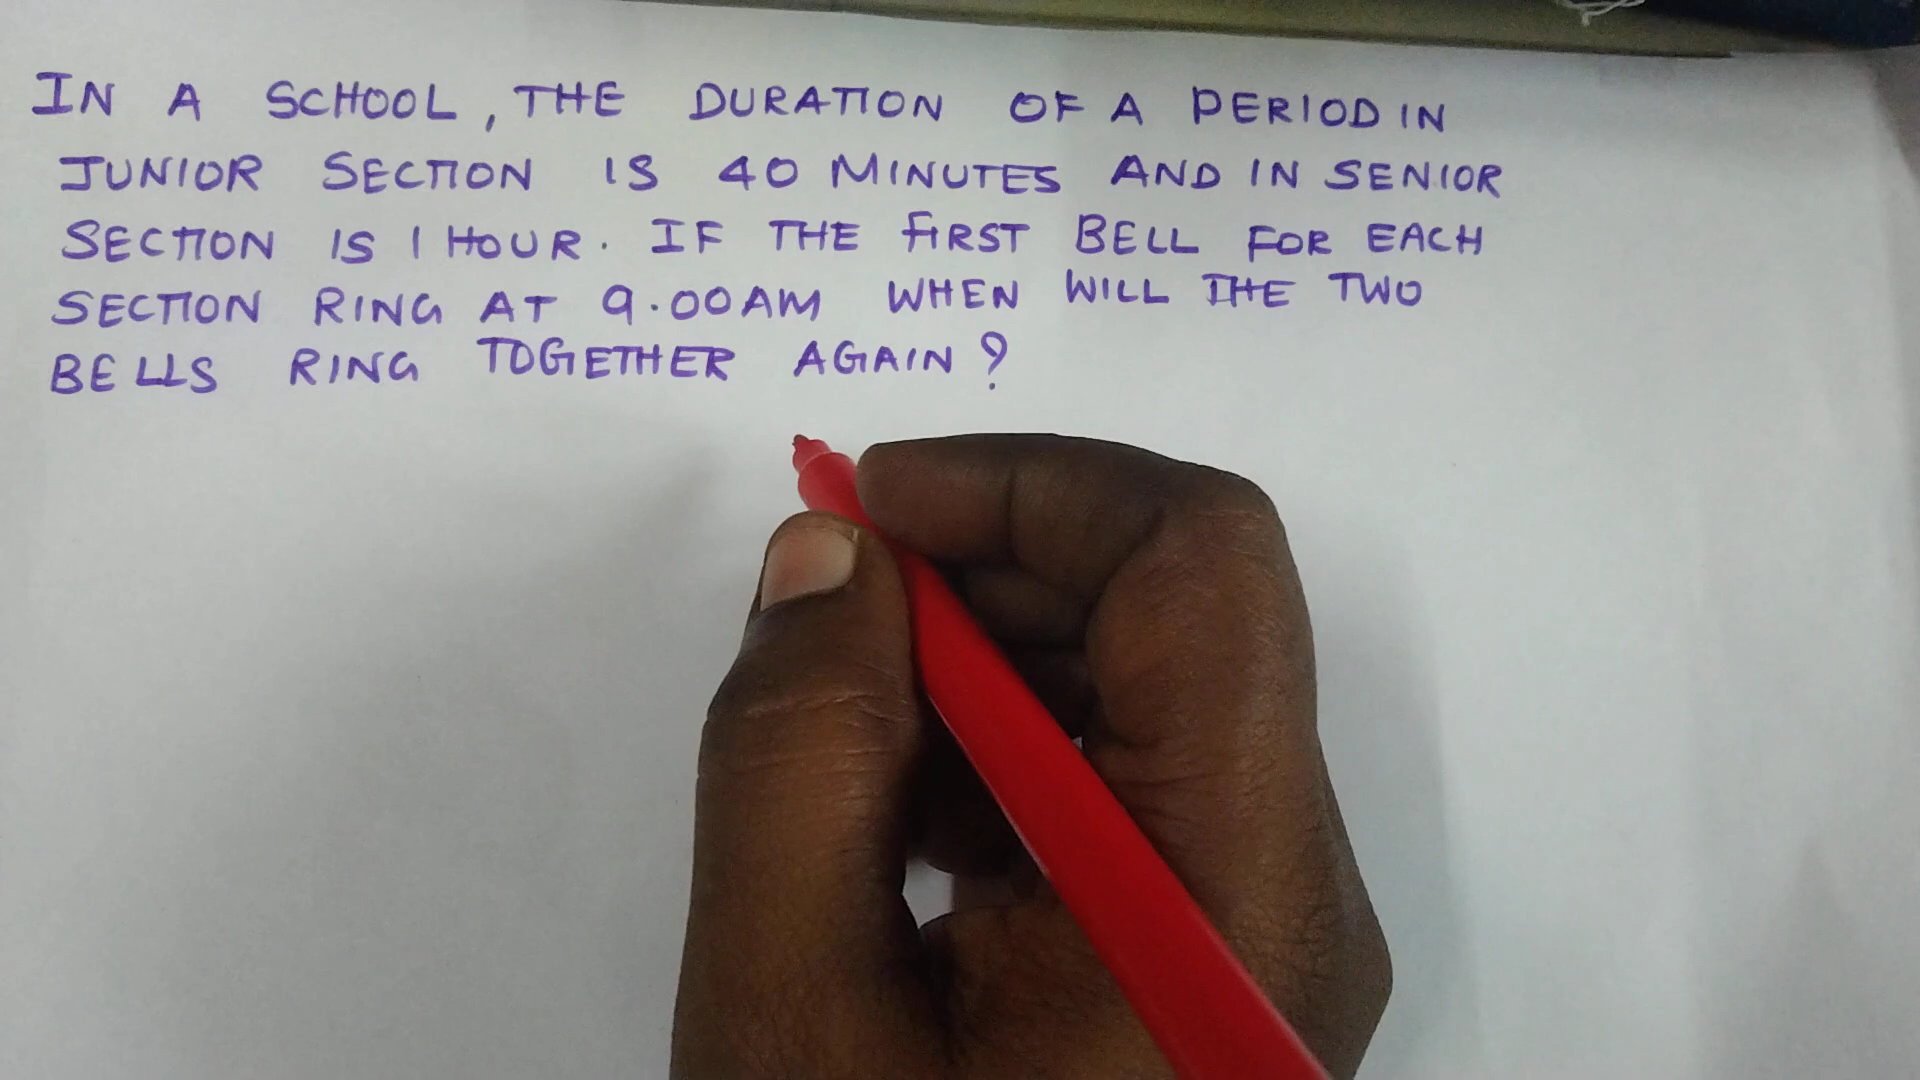 IN A SCHOOL, THE DURATION OF A PERIOD IN
JUNIOR SECTION IS 40 MINUTES AND IN SENIOR
SECTION IS 1 HOUR. IF THE FIRST BELL FOR EACH
SECTION RING AT 9.00AM WHEN WILL THE TWO
BELLS RING TOGETHER AGAIN?